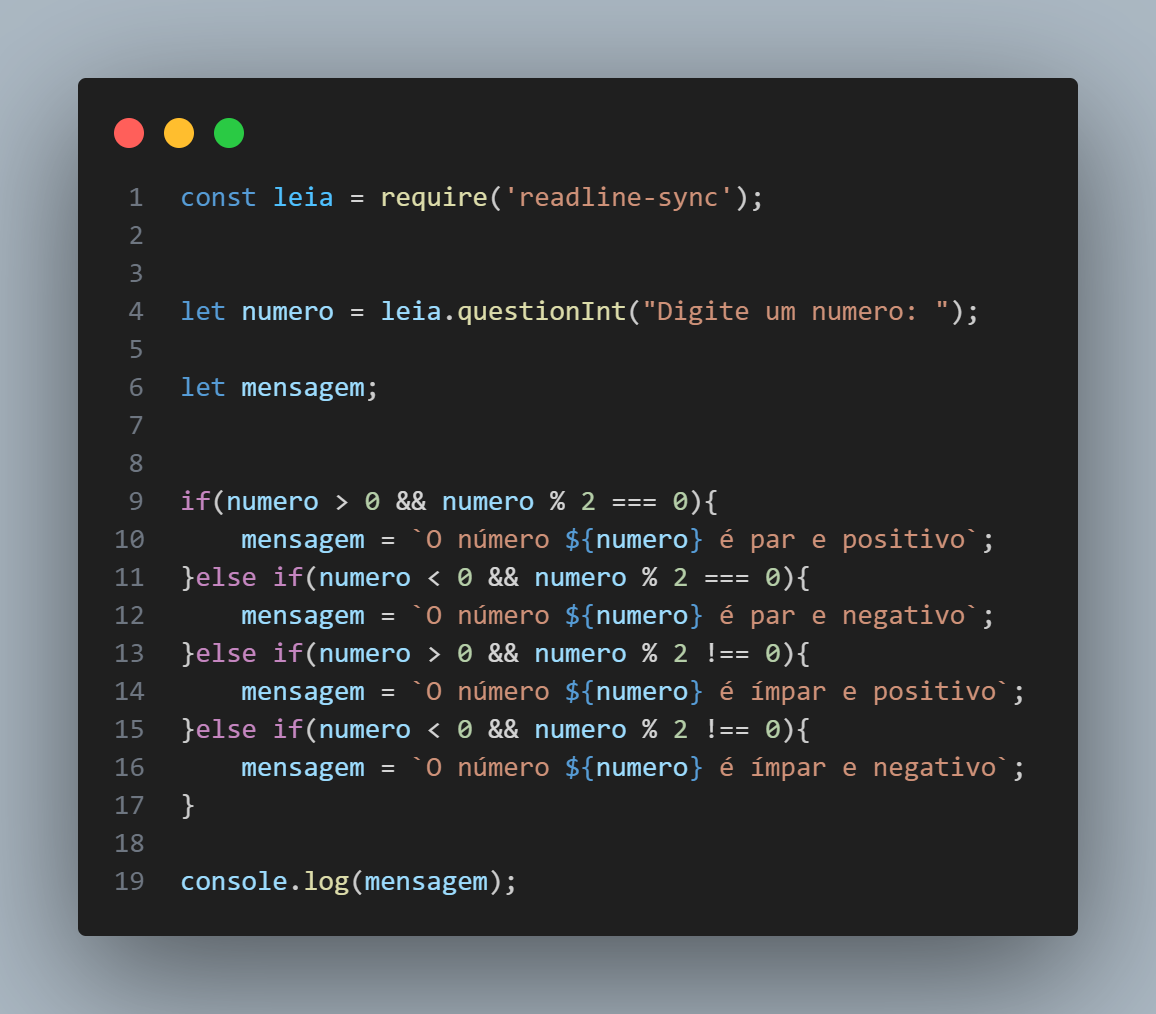 1 const leia = require('readline-sync');
2
3
4 let numero = leia.questionInt("Digite um numero: ");
5
6 let mensagem;
7
8
9 if(numero > 0 && numero % 2 === 0){
10     mensagem = `O número ${numero} é par e positivo`;
11 }else if(numero < 0 && numero % 2 === 0){
12     mensagem = `O número ${numero} é par e negativo`;
13 }else if(numero > 0 && numero % 2 !== 0){
14     mensagem = `O número ${numero} é ímpar e positivo`;
15 }else if(numero < 0 && numero % 2 !== 0){
16     mensagem = `O número ${numero} é ímpar e negativo`;
17 }
18
19 console.log(mensagem);